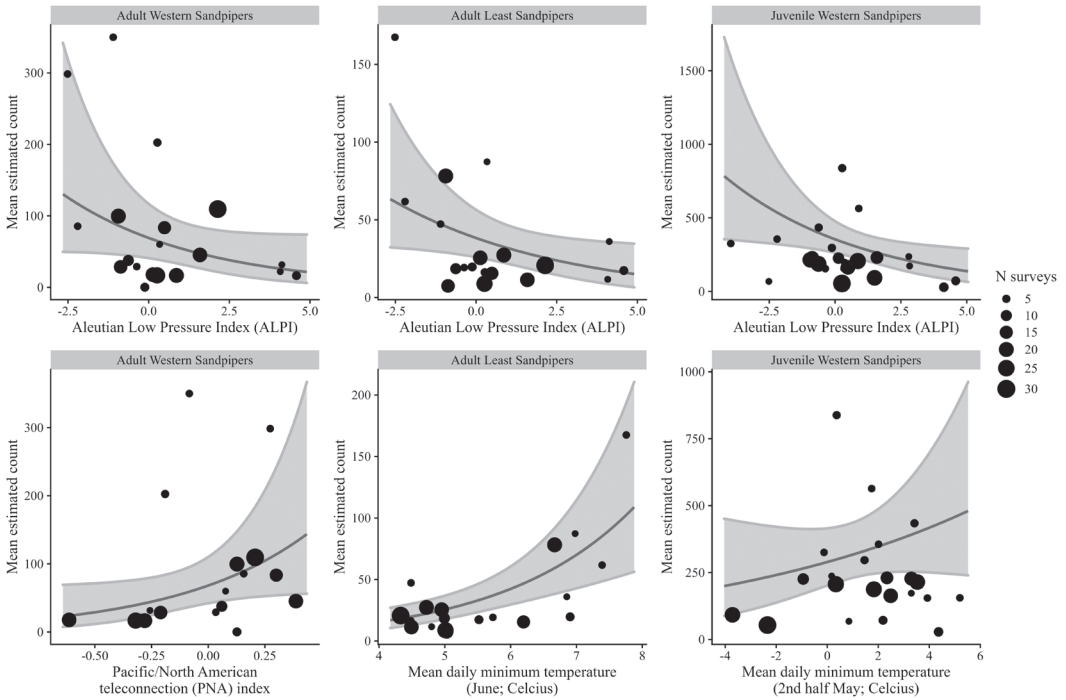 Adult Western Sandpipers
Mean estimated count
300
200
100
0
-2.5
0.0
2.5
5.0
Aleutian Low Pressure Index (ALPI)
Adult Least Sandpipers
Mean estimated count
150
100
50
0
-2.5
0.0
2.5
5.0
Aleutian Low Pressure Index (ALPI)
Juvenile Western Sandpipers
Mean estimated count
1500
1000
500
0
-2.5
0.0
2.5
5.0
Aleutian Low Pressure Index (ALPI)
N surveys
5
10
15
20
25
30
Adult Western Sandpipers
Mean estimated count
300
200
100
0
-0.50
-0.25
0.00
0.25
Pacific/North American
teleconnection (PNA) index
Adult Least Sandpipers
Mean estimated count
200
150
100
50
0
4
5
6
7
8
Mean daily minimum temperature
(June; Celcius)
Juvenile Western Sandpipers
Mean estimated count
1000
750
500
250
0
-4
-2
0
2
4
6
Mean daily minimum temperature
(2nd half May; Celcius)